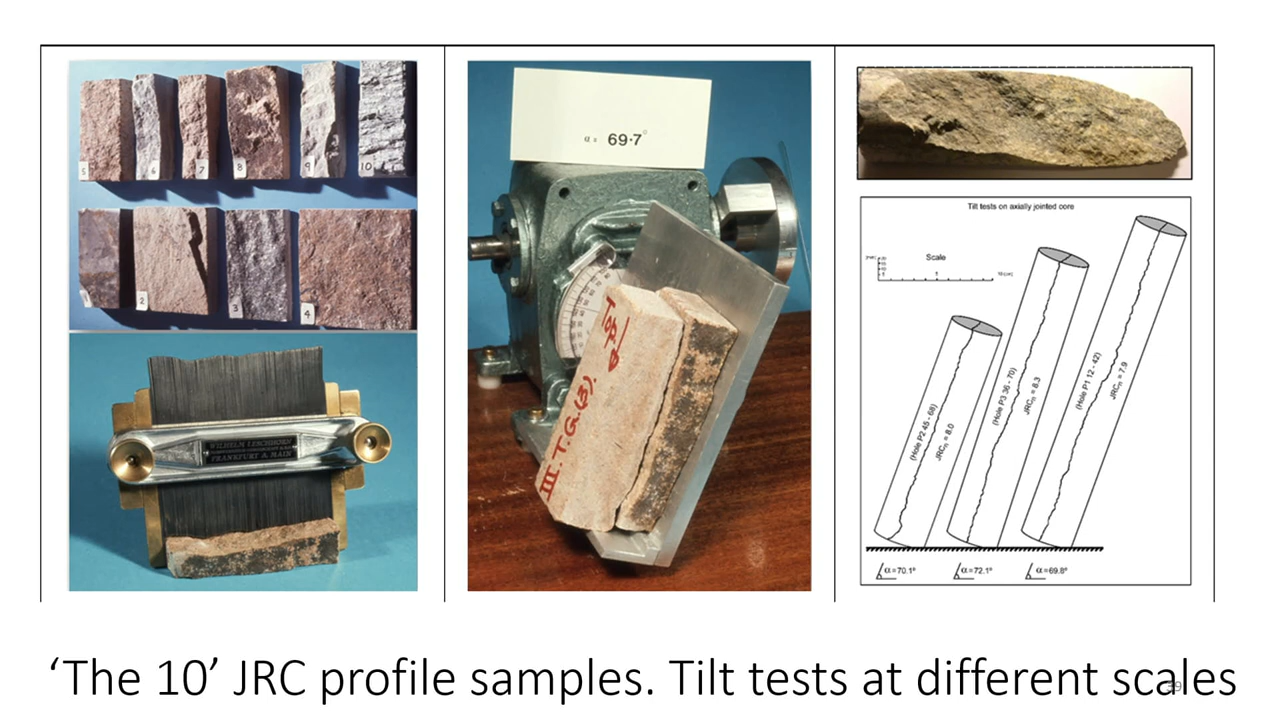 5
6
7
8
9
10
1
2
3
4
WILHELM LESCHHORN
FRANKFURT A. MAIN
α = 69·7°
TOP
III. T. G. (3).
Tilt tests on axially jointed core
Scale
(Hole P2 45 - 68)
JRCn = 8.0
(Hole P3 36 - 70)
JRCn = 8.3
(Hole P1 12 - 42)
JRCn = 7.9
α=70.1°
α=72.1°
α=69.8°
‘The 10’ JRC profile samples. Tilt tests at different scales
39